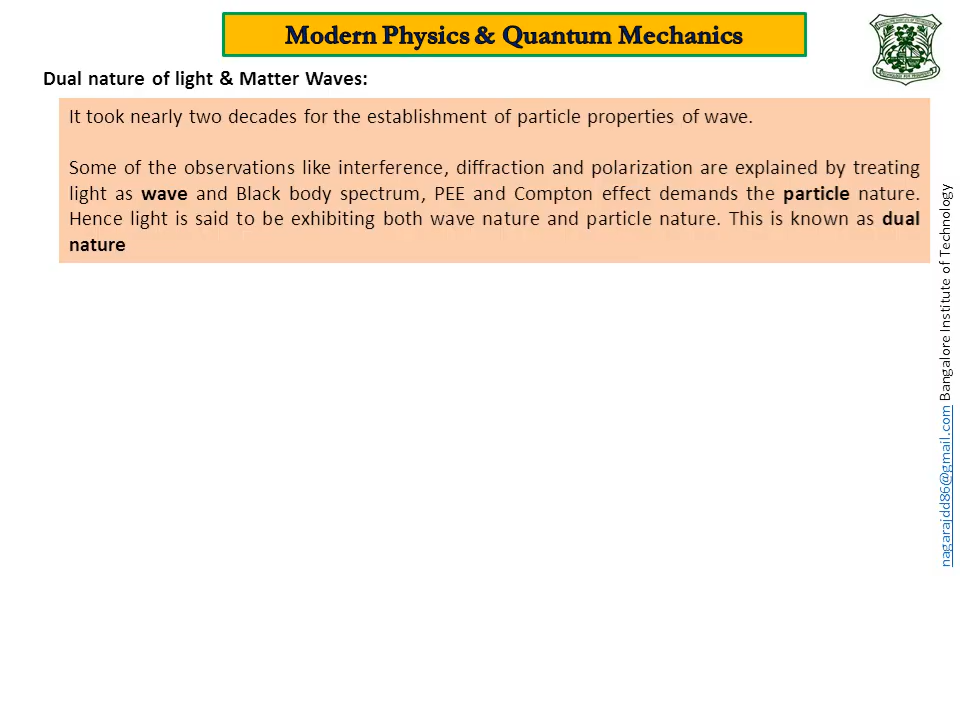 Modern Physics & Quantum Mechanics
Dual nature of light & Matter Waves:
It took nearly two decades for the establishment of particle properties of wave.
Some of the observations like interference, diffraction and polarization are explained by treating
light as wave and Black body spectrum, PEE and Compton effect demands the particle nature.
Hence light is said to be exhibiting both wave nature and particle nature. This is known as dual
nature
nagarajdd86@gmail.com Bangalore Institute of Technology